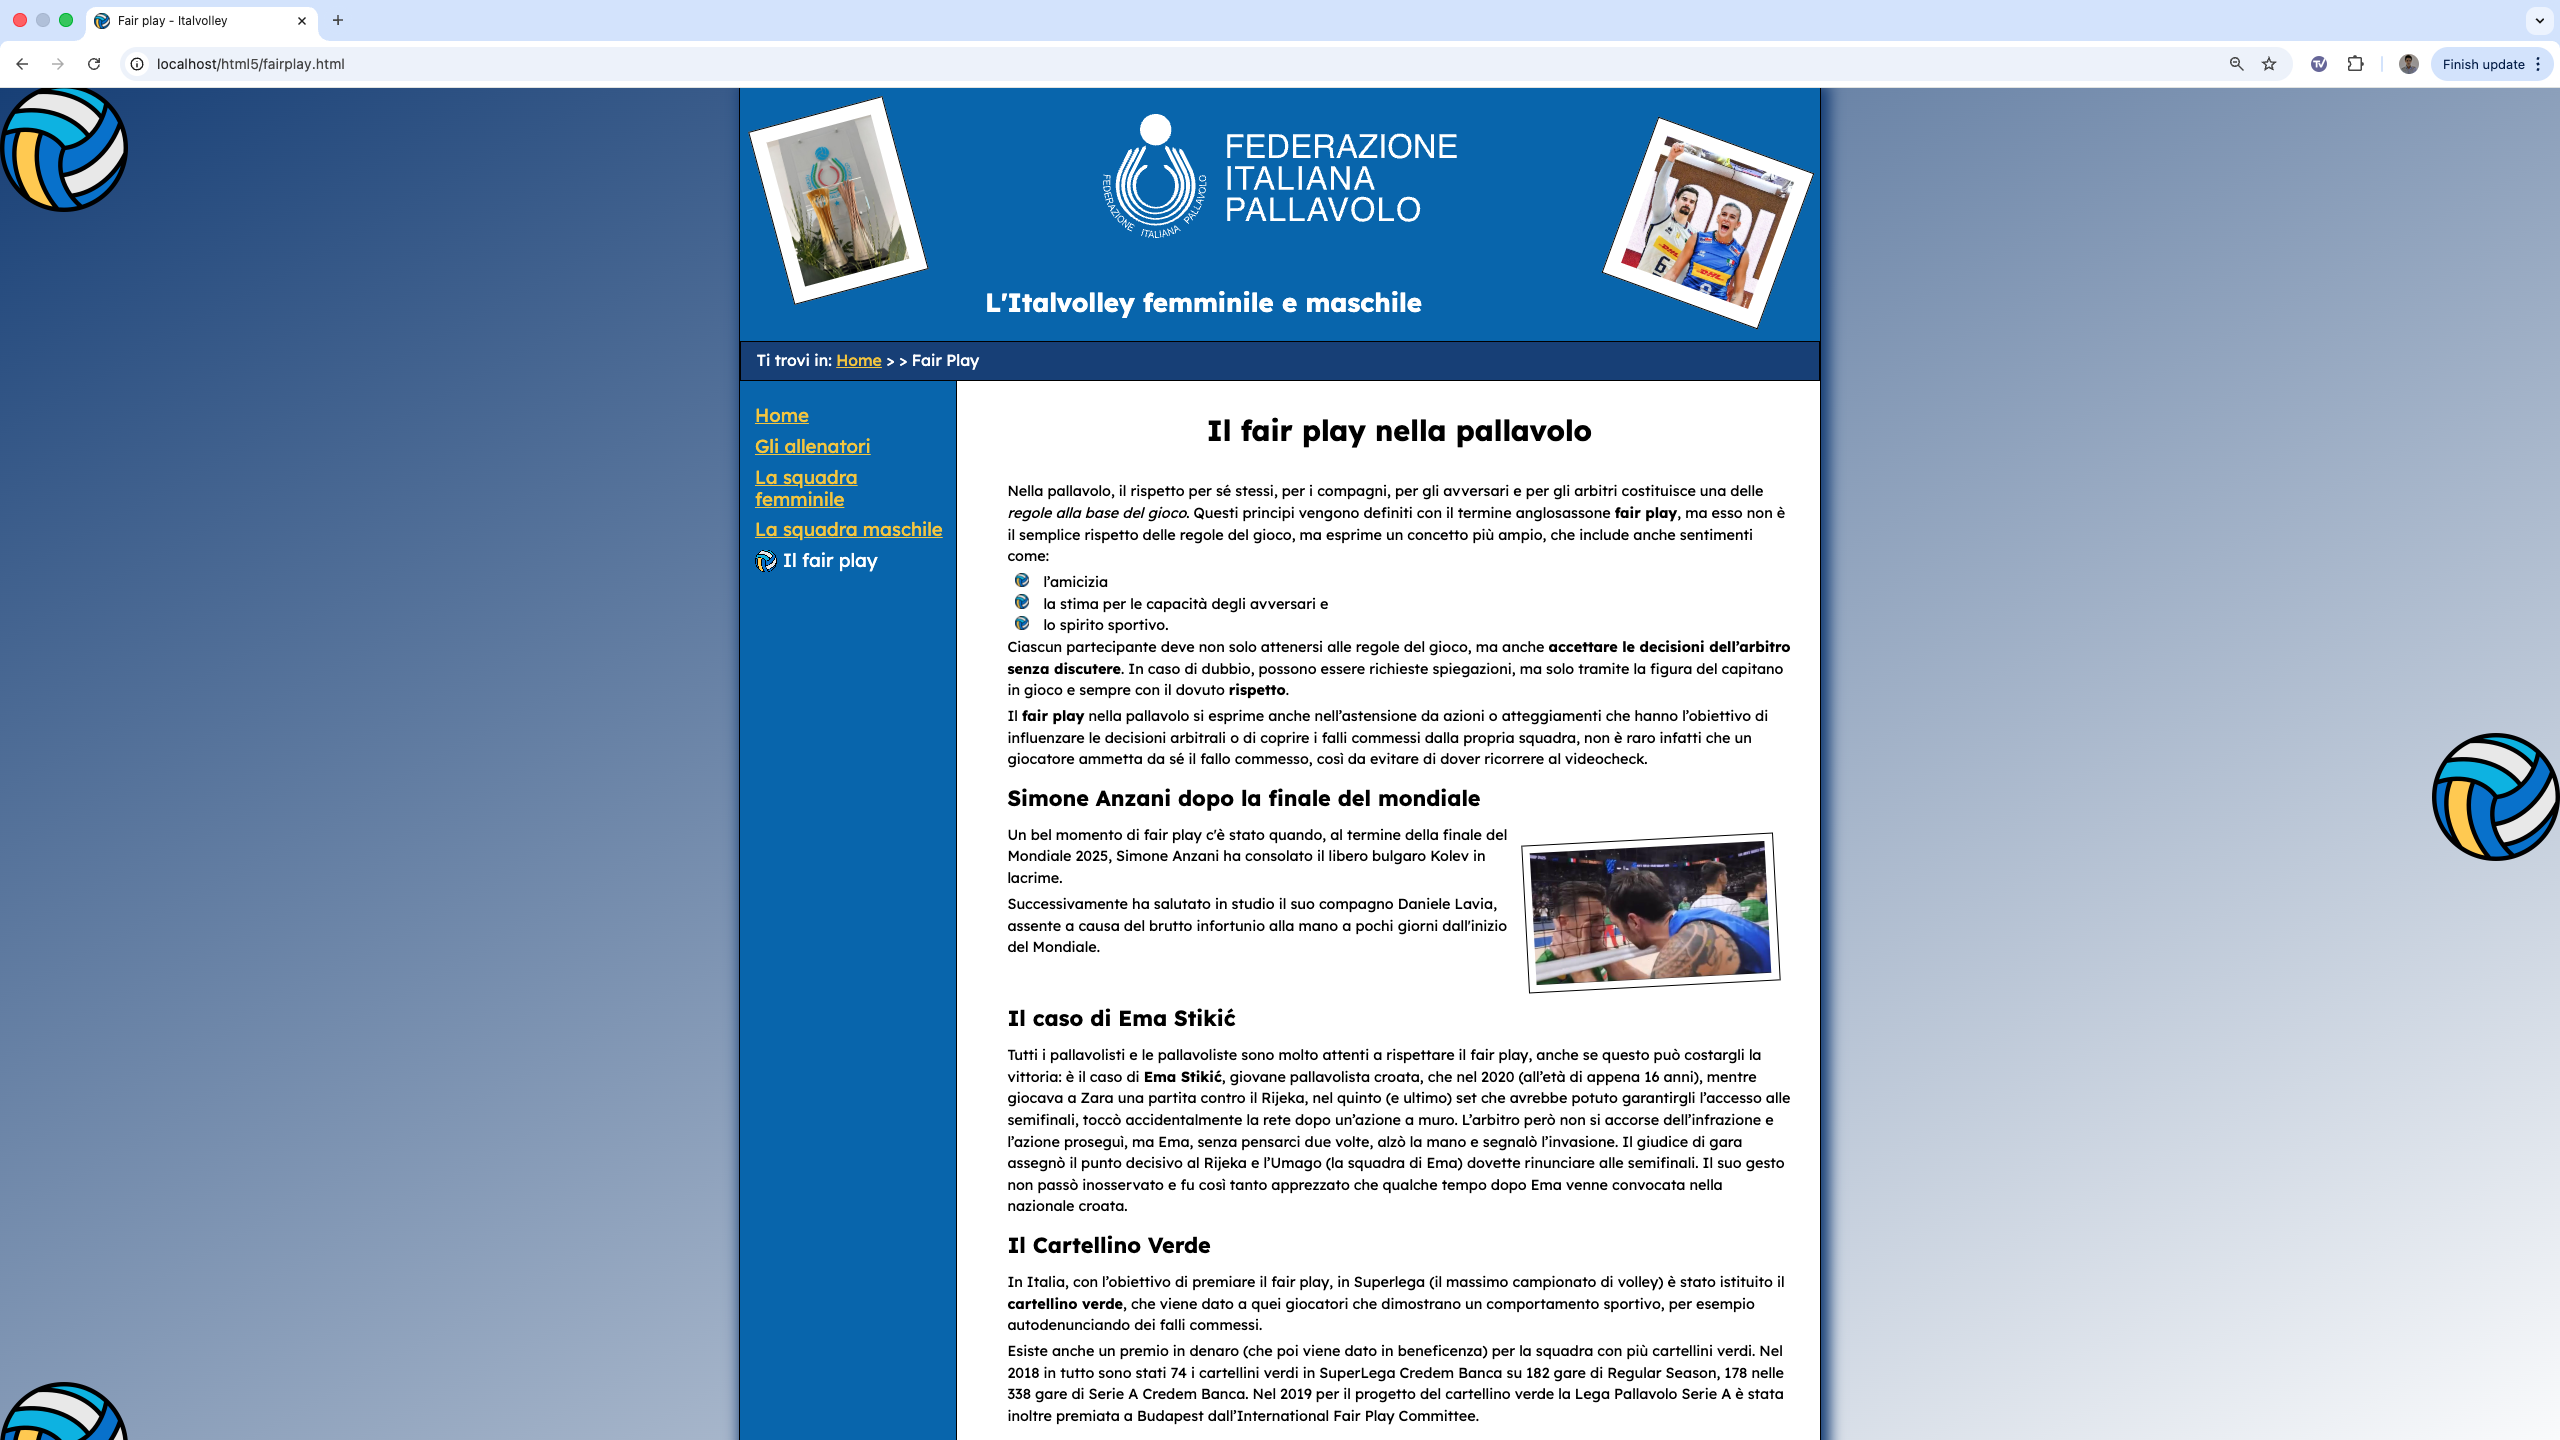 Fair play - Italvolley
localhost/html5/fairplay.html
Finish update
FEDERAZIONE
ITALIANA
PALLAVOLO
FEDERAZIONE ITALIANA PALLAVOLO
6
DHL
DHL
L'Italvolley femminile e maschile
Ti trovi in: Home > > Fair Play
Home
Gli allenatori
La squadra
femminile
La squadra maschile
Il fair play
Il fair play nella pallavolo
Nella pallavolo, il rispetto per sé stessi, per i compagni, per gli avversari e per gli arbitri costituisce una delle
regole alla base del gioco. Questi principi vengono definiti con il termine anglosassone fair play, ma esso non è
il semplice rispetto delle regole del gioco, ma esprime un concetto più ampio, che include anche sentimenti
come:
l’amicizia
la stima per le capacità degli avversari e
lo spirito sportivo.
Ciascun partecipante deve non solo attenersi alle regole del gioco, ma anche accettare le decisioni dell’arbitro
senza discutere. In caso di dubbio, possono essere richieste spiegazioni, ma solo tramite la figura del capitano
in gioco e sempre con il dovuto rispetto.
Il fair play nella pallavolo si esprime anche nell’astensione da azioni o atteggiamenti che hanno l’obiettivo di
influenzare le decisioni arbitrali o di coprire i falli commessi dalla propria squadra, non è raro infatti che un
giocatore ammetta da sé il fallo commesso, così da evitare di dover ricorrere al videocheck.
Simone Anzani dopo la finale del mondiale
Un bel momento di fair play c'è stato quando, al termine della finale del
Mondiale 2025, Simone Anzani ha consolato il libero bulgaro Kolev in
lacrime.
Successivamente ha salutato in studio il suo compagno Daniele Lavia,
assente a causa del brutto infortunio alla mano a pochi giorni dall'inizio
del Mondiale.
Il caso di Ema Stikić
Tutti i pallavolisti e le pallavoliste sono molto attenti a rispettare il fair play, anche se questo può costargli la
vittoria: è il caso di Ema Stikić, giovane pallavolista croata, che nel 2020 (all’età di appena 16 anni), mentre
giocava a Zara una partita contro il Rijeka, nel quinto (e ultimo) set che avrebbe potuto garantirgli l’accesso alle
semifinali, toccò accidentalmente la rete dopo un’azione a muro. L’arbitro però non si accorse dell’infrazione e
l’azione proseguì, ma Ema, senza pensarci due volte, alzò la mano e segnalò l’invasione. Il giudice di gara
assegnò il punto decisivo al Rijeka e l’Umago (la squadra di Ema) dovette rinunciare alle semifinali. Il suo gesto
non passò inosservato e fu così tanto apprezzato che qualche tempo dopo Ema venne convocata nella
nazionale croata.
Il Cartellino Verde
In Italia, con l’obiettivo di premiare il fair play, in Superlega (il massimo campionato di volley) è stato istituito il
cartellino verde, che viene dato a quei giocatori che dimostrano un comportamento sportivo, per esempio
autodenunciando dei falli commessi.
Esiste anche un premio in denaro (che poi viene dato in beneficenza) per la squadra con più cartellini verdi. Nel
2018 in tutto sono stati 74 i cartellini verdi in SuperLega Credem Banca su 182 gare di Regular Season, 178 nelle
338 gare di Serie A Credem Banca. Nel 2019 per il progetto del cartellino verde la Lega Pallavolo Serie A è stata
inoltre premiata a Budapest dall’International Fair Play Committee.